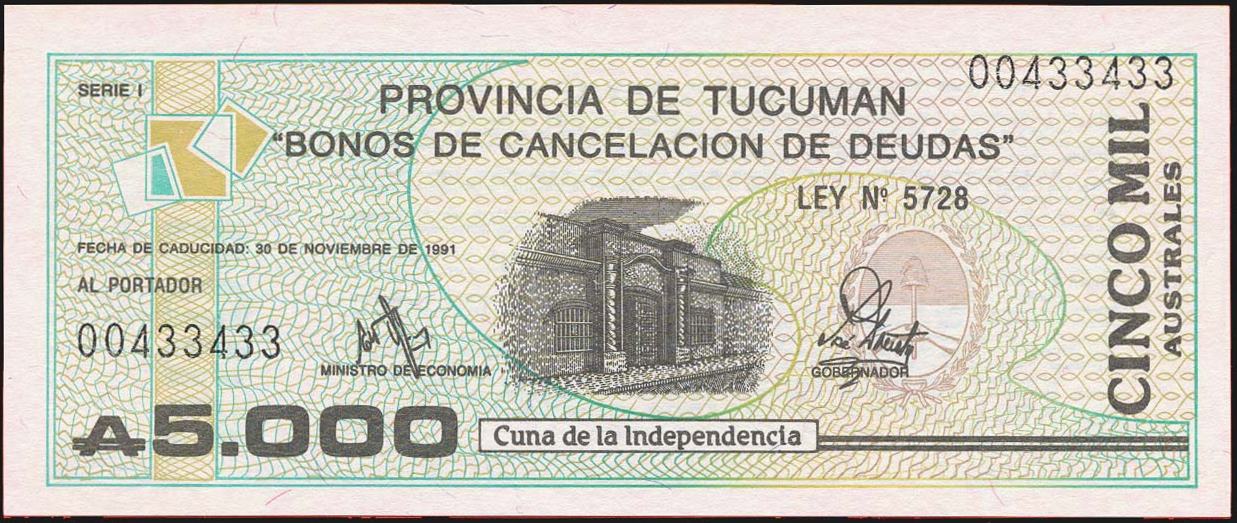 00433433
SERIE I
PROVINCIA DE TUCUMAN
"BONOS DE CANCELACION DE DEUDAS"
LEY Nº 5728
CINCO MIL
AUSTRALES
FECHA DE CADUCIDAD: 30 DE NOVIEMBRE DE 1991
AL PORTADOR
00433433
MINISTRO DE ECONOMIA
GOBERNADOR
₳5.000
Cuna de la Independencia